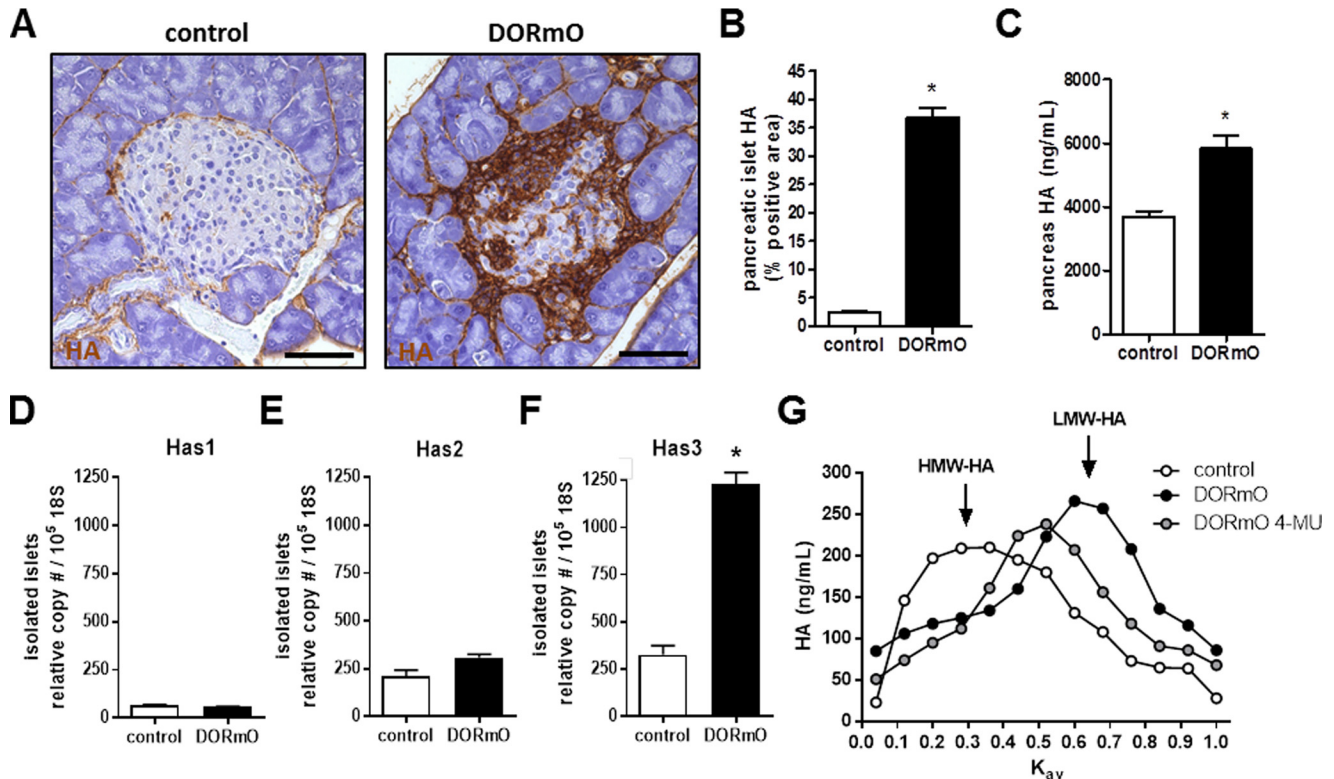 A
control
DORmO
HA
HA
B
pancreatic islet HA
(% positive area)
45
40
35
30
25
20
15
10
5
0
*
control
DORmO
C
pancreas HA (ng/mL)
8000
6000
4000
2000
0
*
control
DORmO
D
Has1
isolated islets
relative copy # / 10⁵ 18S
1250
1000
750
500
250
0
control
DORmO
E
Has2
isolated islets
relative copy # / 10⁵ 18S
1250
1000
750
500
250
0
control
DORmO
F
Has3
isolated islets
relative copy # / 10⁵ 18S
1250
1000
750
500
250
0
*
control
DORmO
G
LMW-HA
HMW-HA
control
DORmO
DORmO 4-MU
HA (ng/mL)
300
250
200
150
100
50
0
0.0 0.1 0.2 0.3 0.4 0.5 0.6 0.7 0.8 0.9 1.0
Kav